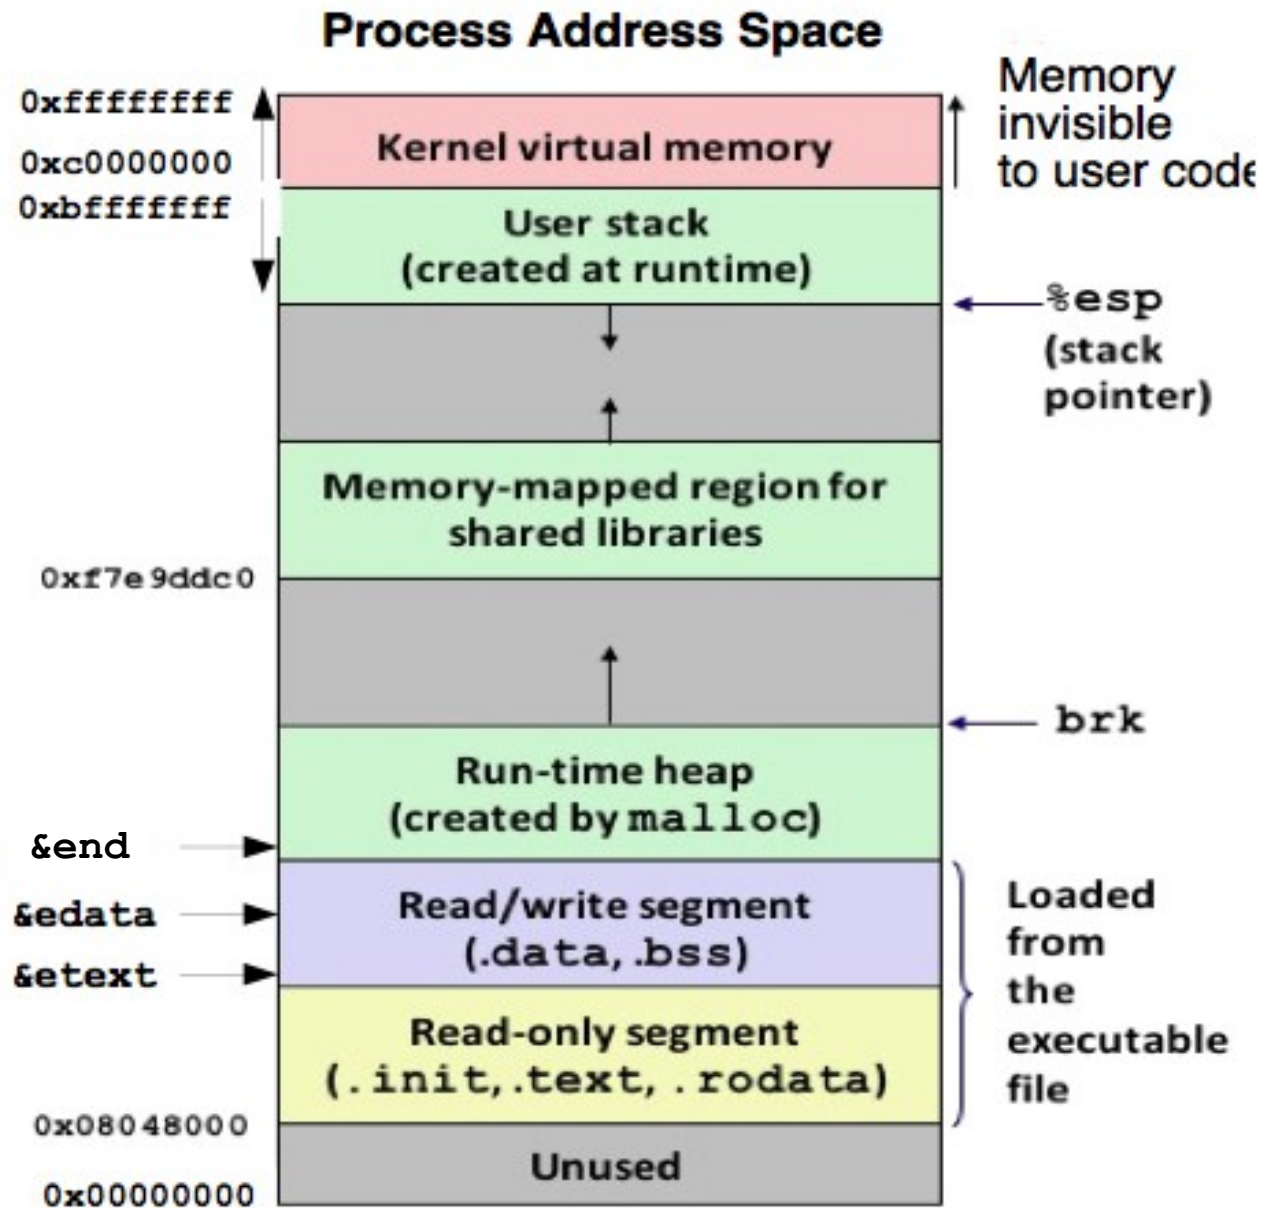 Process Address Space
0xffffffff
0xc0000000
0xbfffffff
Kernel virtual memory
Memory
invisible
to user code
User stack
(created at runtime)
%esp
(stack
pointer)
Memory-mapped region for
shared libraries
0xf7e9ddc0
brk
Run-time heap
(created by malloc)
&end
&edata
&etext
Read/write segment
(.data, .bss)
Loaded
from
the
executable
file
Read-only segment
(.init, .text, .rodata)
0x08048000
Unused
0x00000000